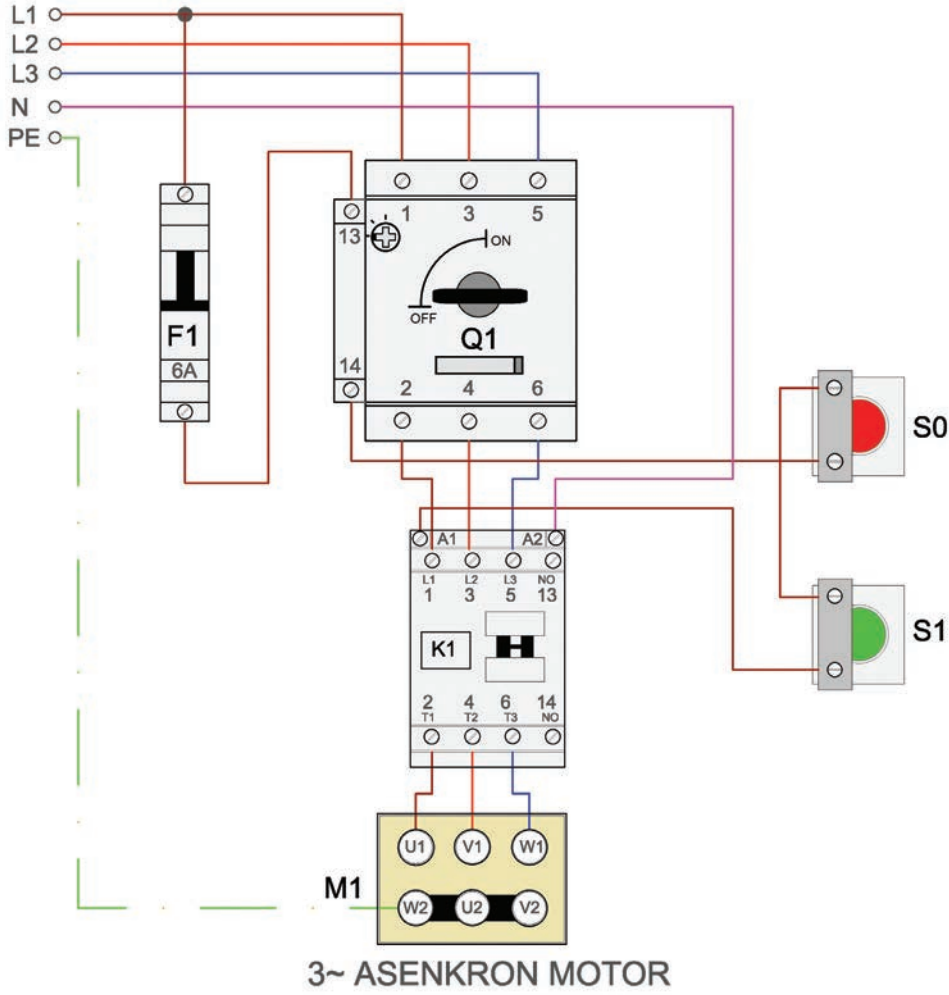 L1
L2
L3
N
PE
1 3 5
13
ON
OFF
F1
Q1
6A
14
2 4 6
S0
A1 A2
L1 L2 L3 NO
1 3 5 13
K1
S1
2 4 6 14
T1 T2 T3 NO
U1 V1 W1
M1
W2 U2 V2
3~ ASENKRON MOTOR